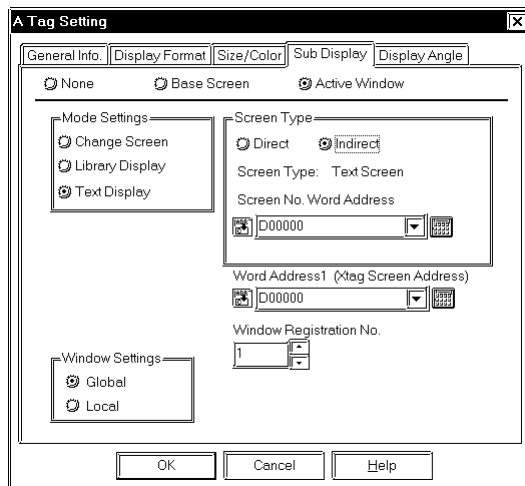 A Tag Setting
General Info. Display Format Size/Color Sub Display Display Angle
None Base Screen Active Window
Mode Settings
Change Screen
Library Display
Text Display
Screen Type
Direct Indirect
Screen Type: Text Screen
Screen No. Word Address
D00000
Word Address1 (Xtag Screen Address)
D00000
Window Registration No.
1
Window Settings
Global
Local
OK Cancel Help